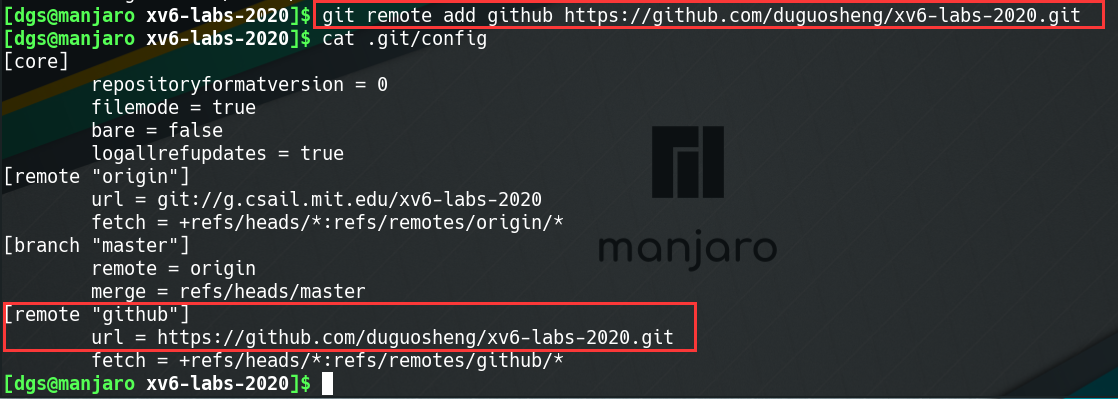 [dgs@manjaro xv6-labs-2020]$ git remote add github https://github.com/duguosheng/xv6-labs-2020.git
[dgs@manjaro xv6-labs-2020]$ cat .git/config
[core]
        repositoryformatversion = 0
        filemode = true
        bare = false
        logallrefupdates = true
[remote "origin"]
        url = git://g.csail.mit.edu/xv6-labs-2020
        fetch = +refs/heads/*:refs/remotes/origin/*
[branch "master"]
        remote = origin
        merge = refs/heads/master
[remote "github"]
        url = https://github.com/duguosheng/xv6-labs-2020.git
        fetch = +refs/heads/*:refs/remotes/github/*
[dgs@manjaro xv6-labs-2020]$
manjaro